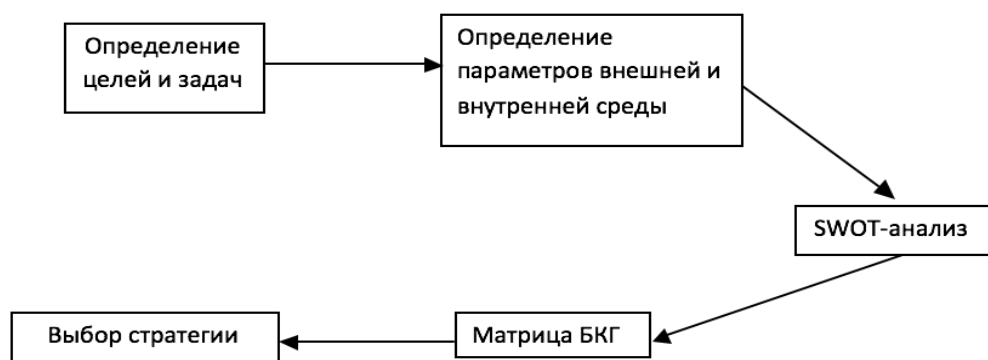 Определение
целей и задач
Определение
параметров внешней и
внутренней среды
SWOT-анализ
Матрица БКГ
Выбор стратегии